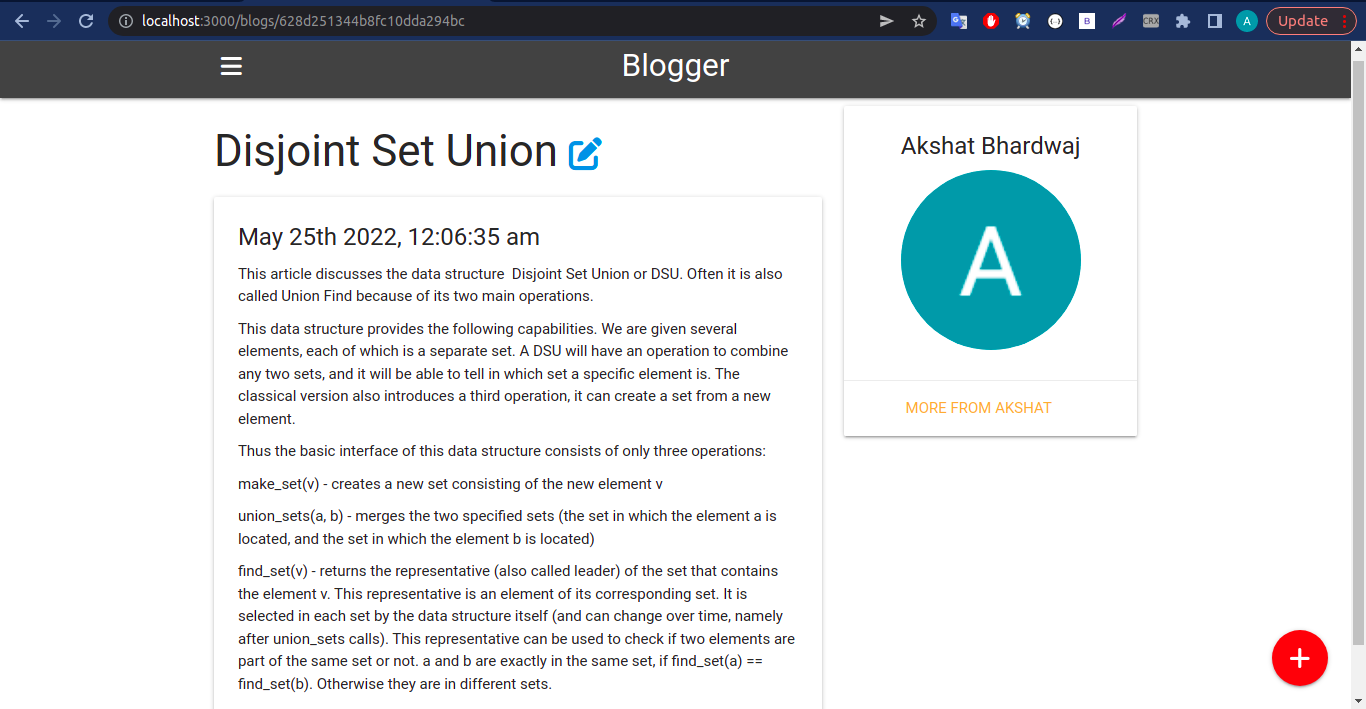 localhost:3000/blogs/628d251344b8fc10dda294bc
B
CRX
A
Update
Blogger
Disjoint Set Union
May 25th 2022, 12:06:35 am
This article discusses the data structure  Disjoint Set Union or DSU. Often it is also
called Union Find because of its two main operations.
This data structure provides the following capabilities. We are given several
elements, each of which is a separate set. A DSU will have an operation to combine
any two sets, and it will be able to tell in which set a specific element is. The
classical version also introduces a third operation, it can create a set from a new
element.
Thus the basic interface of this data structure consists of only three operations:
make_set(v) - creates a new set consisting of the new element v
union_sets(a, b) - merges the two specified sets (the set in which the element a is
located, and the set in which the element b is located)
find_set(v) - returns the representative (also called leader) of the set that contains
the element v. This representative is an element of its corresponding set. It is
selected in each set by the data structure itself (and can change over time, namely
after union_sets calls). This representative can be used to check if two elements are
part of the same set or not. a and b are exactly in the same set, if find_set(a) ==
find_set(b). Otherwise they are in different sets.
Akshat Bhardwaj
A
MORE FROM AKSHAT